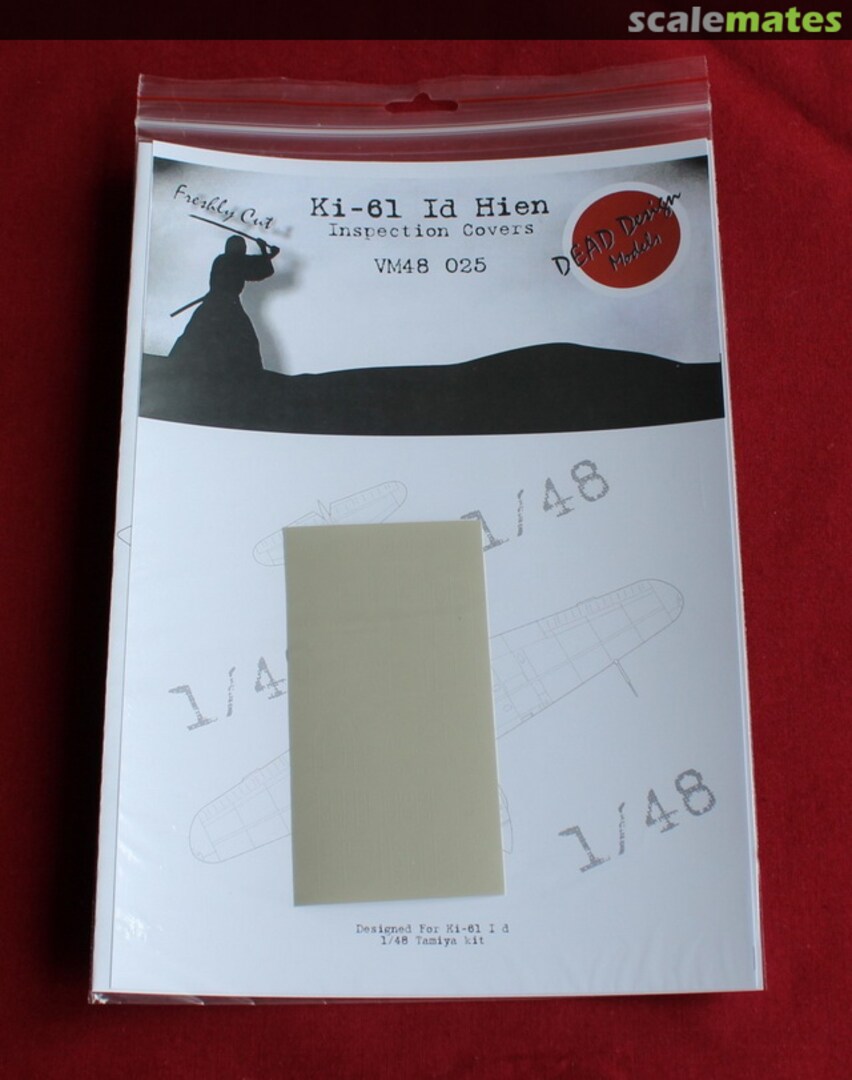 scalemates
Freshly Cut
Ki-61 Id Hien
Inspection Covers
VM48 025
DEAD Design
Models
1/48
1/4
1/48
Designed For Ki-61 I d
1/48 Tamiya kit